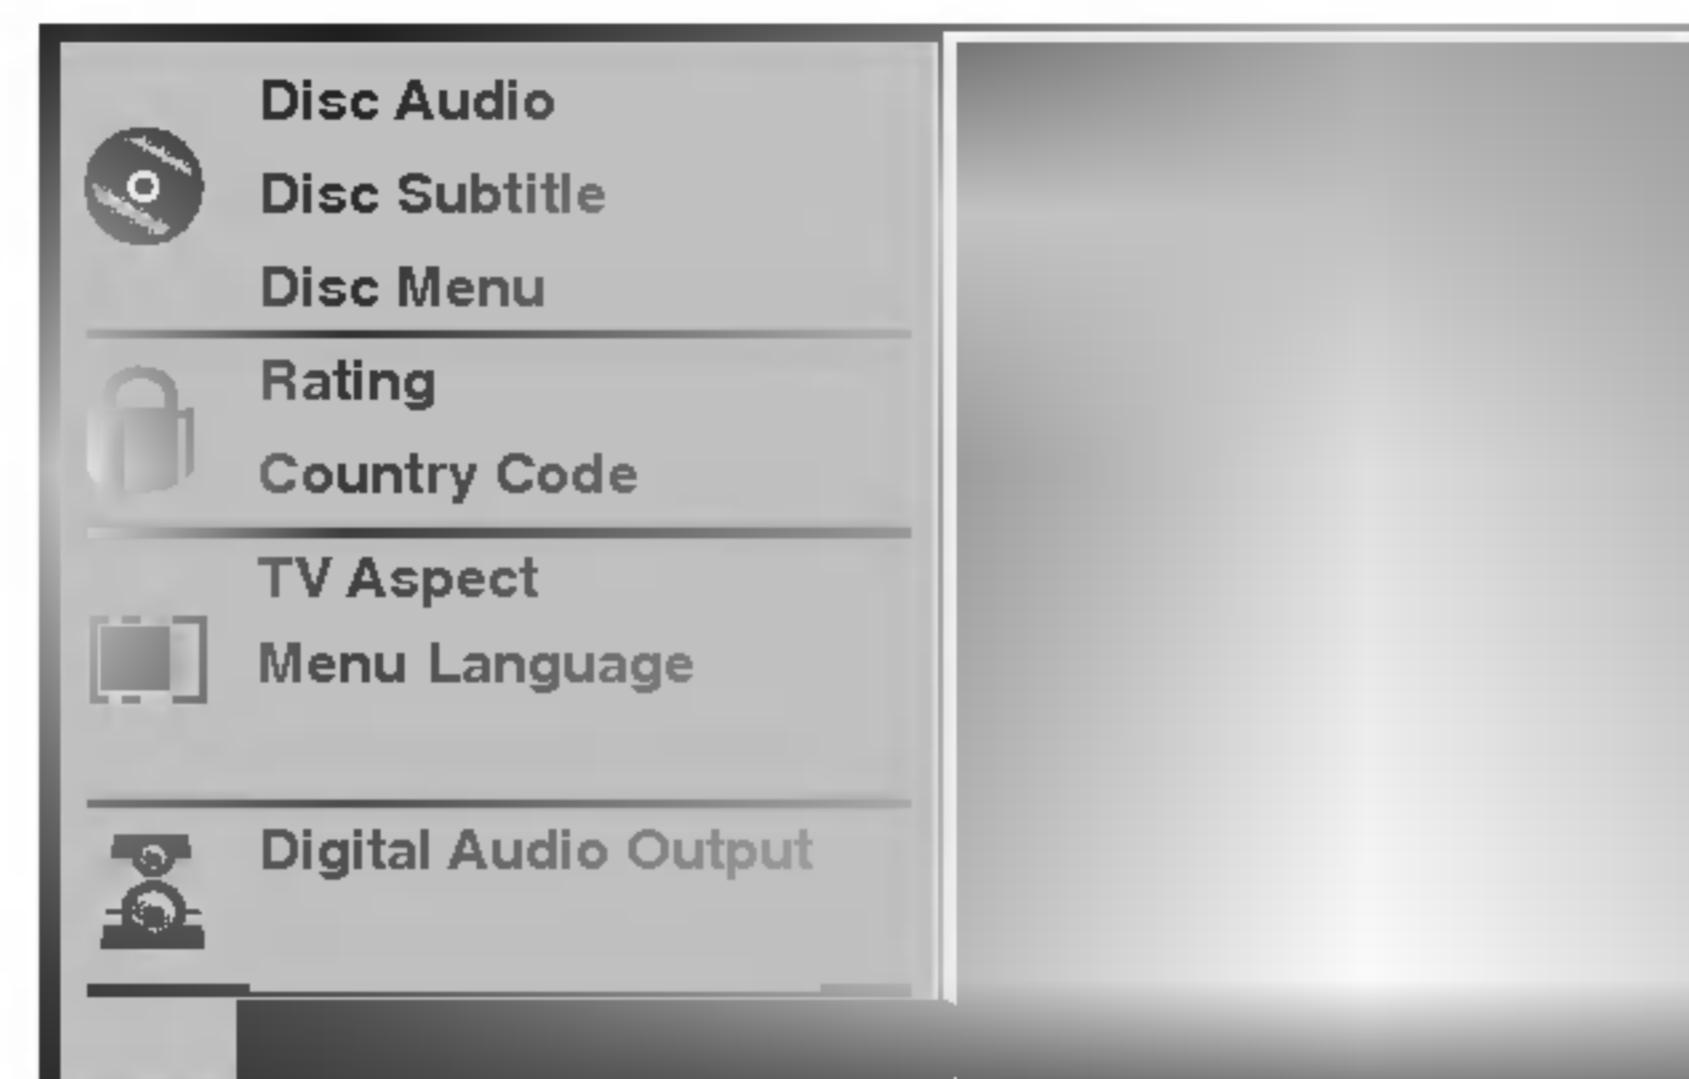 Disc Audio
Disc Subtitle
Disc Menu
Rating
Country Code
TV Aspect
Menu Language
Digital Audio Output